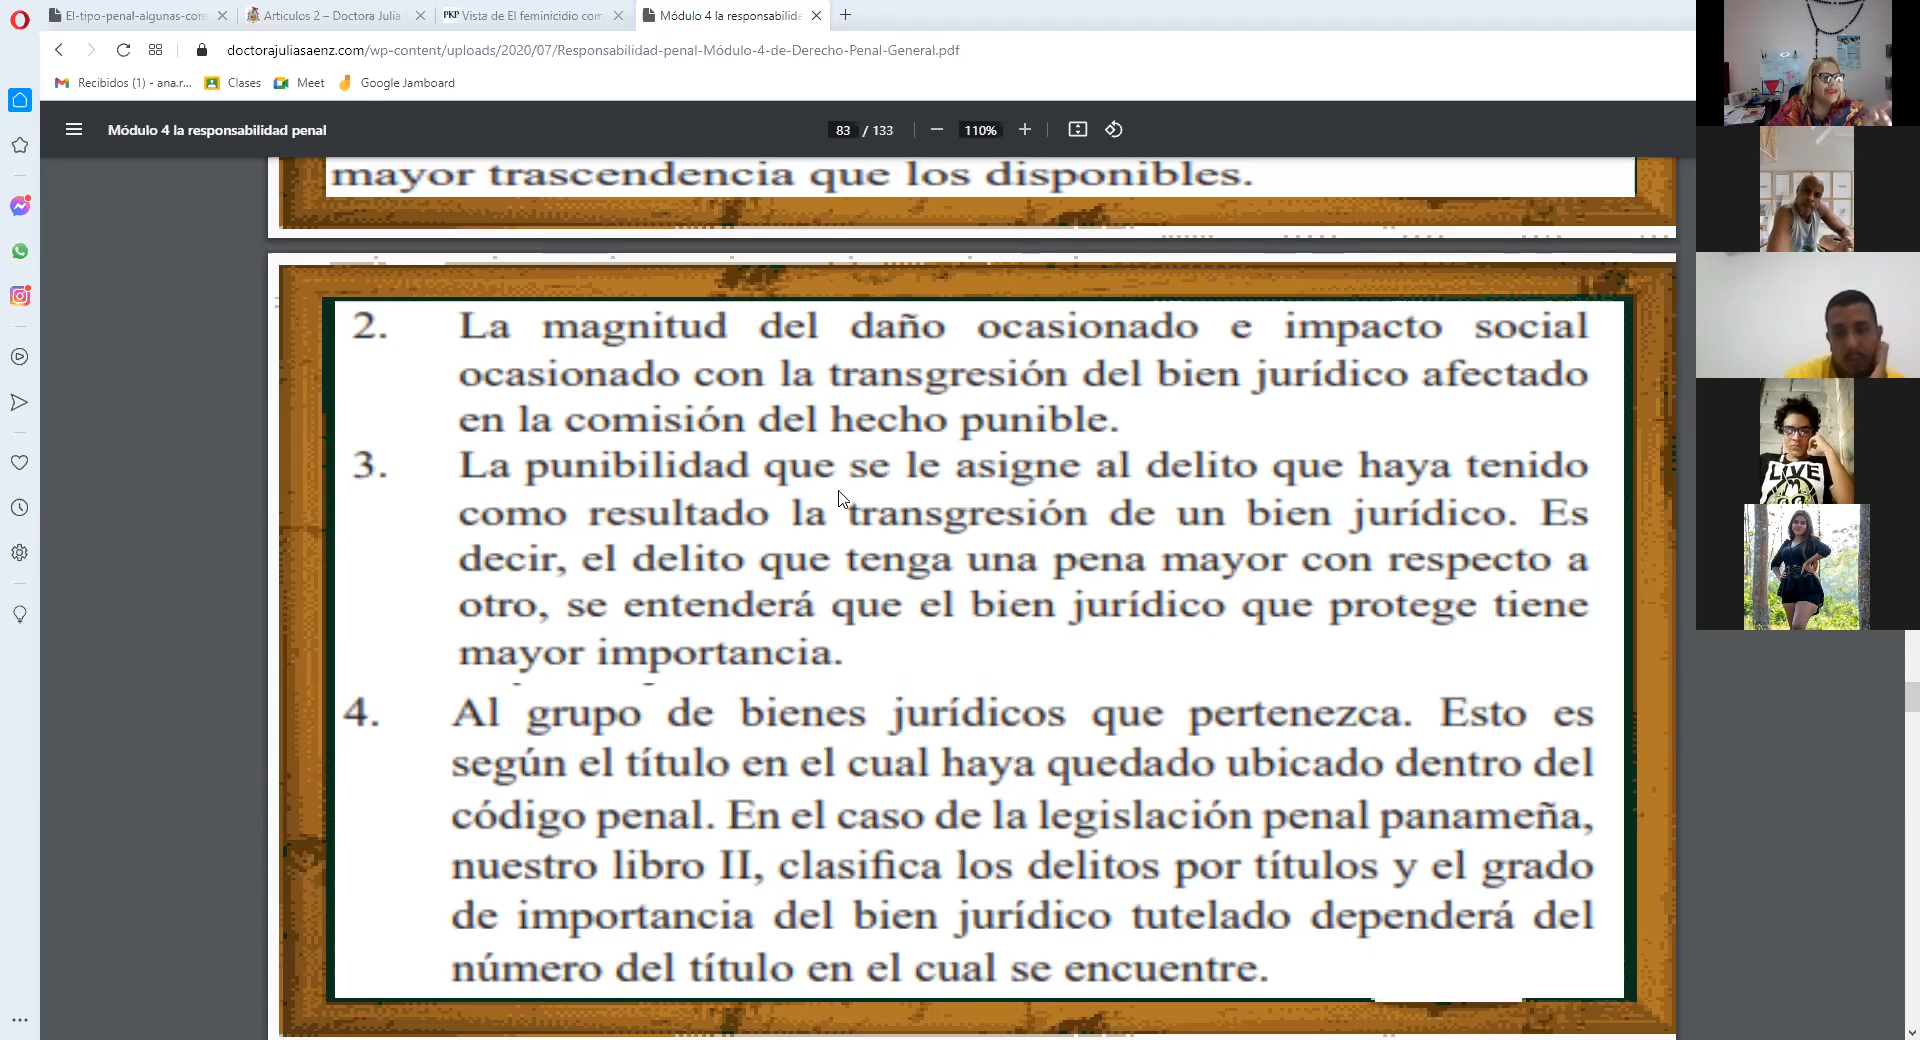 El-tipo-penal-algunas-con
Articulos 2 – Doctora Julia
PKP Vista de El feminicidio com
Módulo 4 la responsabilida
doctorajuliasaenz.com/wp-content/uploads/2020/07/Responsabilidad-penal-Módulo-4-de-Derecho-Penal-General.pdf
Recibidos (1) - ana.r... Clases Meet Google Jamboard
Módulo 4 la responsabilidad penal 83 / 133 110%
mayor trascendencia que los disponibles.
2. La magnitud del daño ocasionado e impacto social
ocasionado con la transgresión del bien jurídico afectado
en la comisión del hecho punible.
3. La punibilidad que se le asigne al delito que haya tenido
como resultado la transgresión de un bien jurídico. Es
decir, el delito que tenga una pena mayor con respecto a
otro, se entenderá que el bien jurídico que protege tiene
mayor importancia.
4. Al grupo de bienes jurídicos que pertenezca. Esto es
según el título en el cual haya quedado ubicado dentro del
código penal. En el caso de la legislación penal panameña,
nuestro libro II, clasifica los delitos por títulos y el grado
de importancia del bien jurídico tutelado dependerá del
número del título en el cual se encuentre.
LIVE